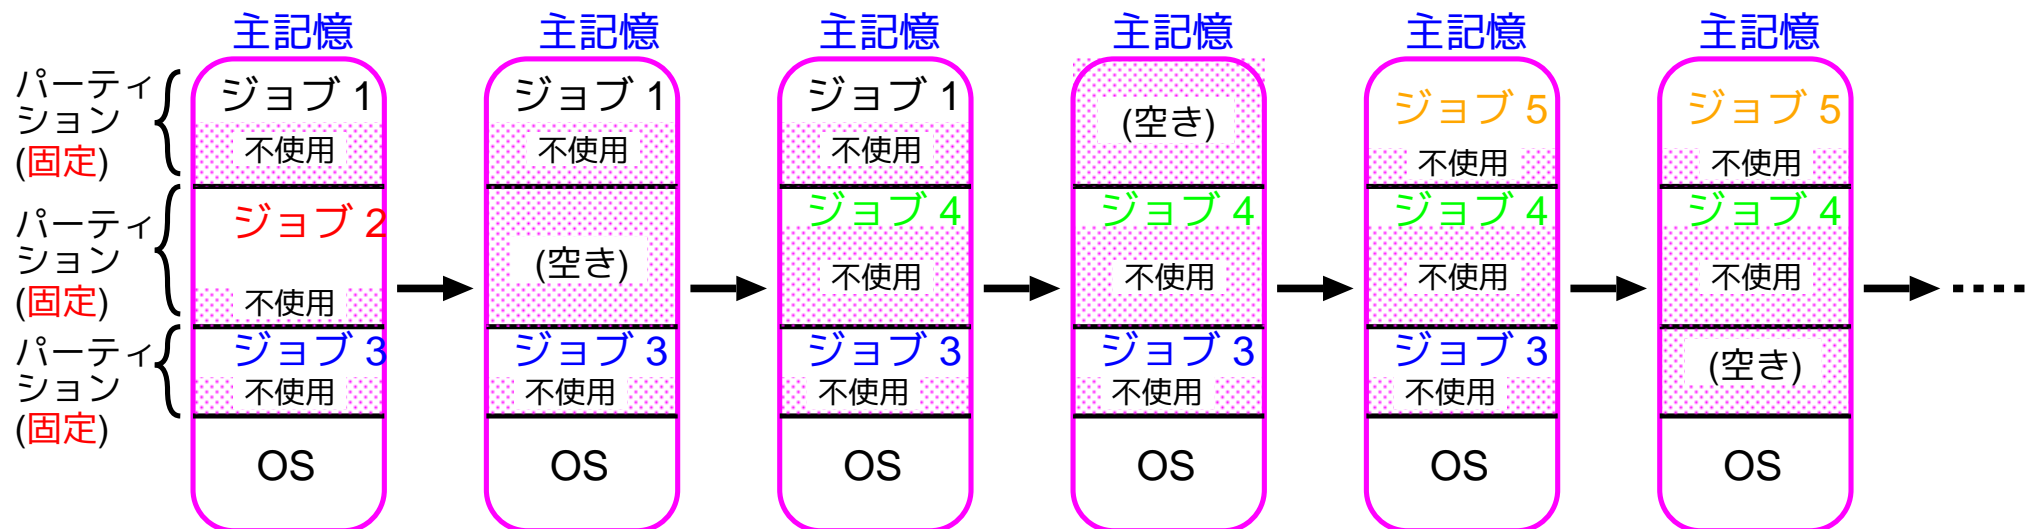 主記憶 主記憶 主記憶 主記憶 主記憶 主記憶
パーティ
ション
(固定)
パーティ
ション
(固定)
パーティ
ション
(固定)
ジョブ 1
不使用
ジョブ 2
不使用
ジョブ 3
不使用
OS
ジョブ 1
不使用
(空き)
ジョブ 3
不使用
OS
ジョブ 1
不使用
ジョブ 4
不使用
ジョブ 3
不使用
OS
(空き)
ジョブ 4
不使用
ジョブ 3
不使用
OS
ジョブ 5
不使用
ジョブ 4
不使用
ジョブ 3
不使用
OS
ジョブ 5
不使用
ジョブ 4
不使用
(空き)
OS